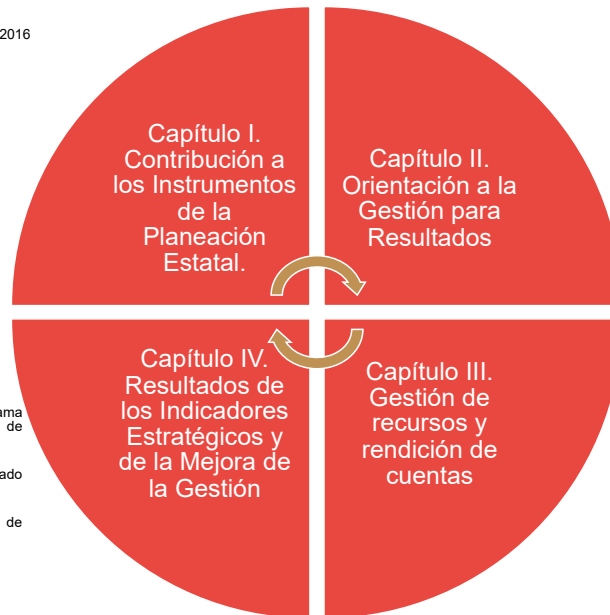 2016
Capítulo I.
Contribución a
los Instrumentos
de la
Planeación
Estatal.
Capítulo II.
Orientación a la
Gestión para
Resultados
Capítulo IV.
Resultados de
los Indicadores
Estratégicos y
de la Mejora de
la Gestión
Capítulo III.
Gestión de
recursos y
rendición de
cuentas
ama
de
ado
de